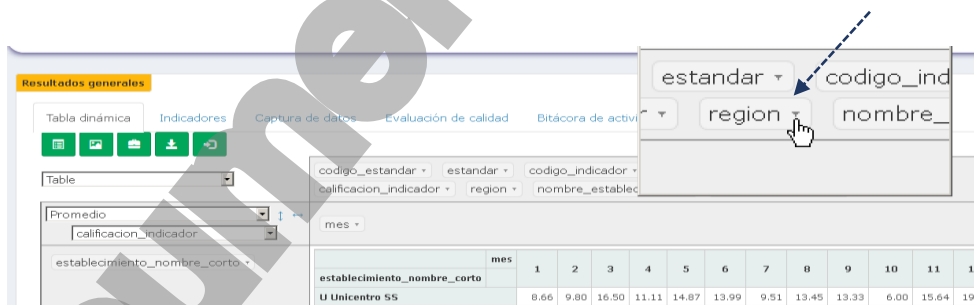 Resultados generales
Tabla dinámica Indicadores Captura de datos Evaluación de calidad Bitácora de activi
Table
codigo_estandar estandar codigo_indicador
calificacion_indicador region nombre_establec
Promedio
calificacion_indicador
mes
establecimiento_nombre_corto
mes
establecimiento_nombre_corto 1 2 3 4 5 6 7 8 9 10 11 1
U Unicentro SS 8.66 9.80 16.50 11.11 14.87 13.99 9.51 13.45 13.33 6.00 15.64 19
estandar codigo_ind
region nombre_